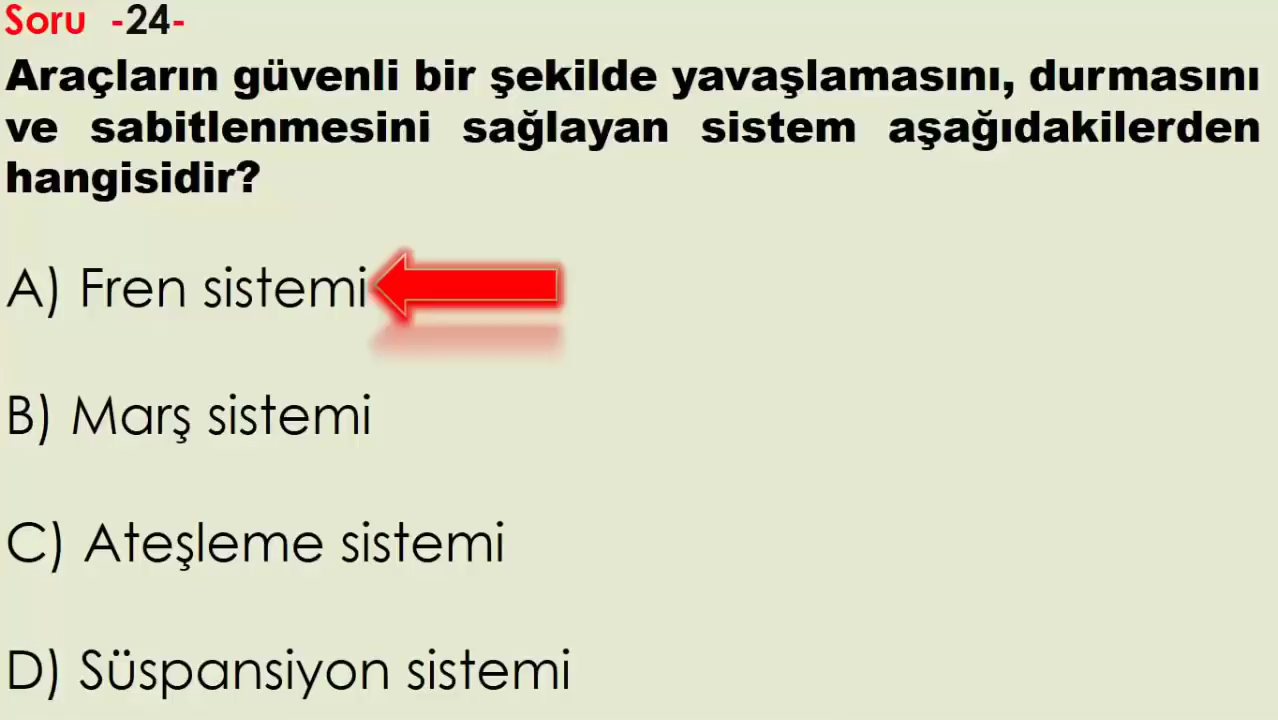 Soru -24-
Araçların güvenli bir şekilde yavaşlamasını, durmasını
ve sabitlenmesini sağlayan sistem aşağıdakilerden
hangisidir?
A) Fren sistemi
B) Marş sistemi
C) Ateşleme sistemi
D) Süspansiyon sistemi